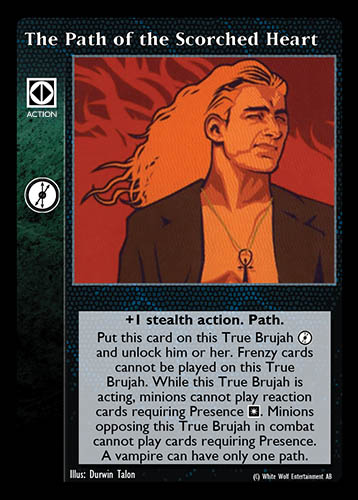 The Path of the Scorched Heart
ACTION
+1 stealth action. Path.
Put this card on this True Brujah
and unlock him or her. Frenzy cards
cannot be played on this True
Brujah. While this True Brujah is
acting, minions cannot play reaction
cards requiring Presence . Minions
opposing this True Brujah in combat
cannot play cards requiring Presence.
A vampire can have only one path.
Illus: Durwin Talon
(C) White Wolf Entertainment AB